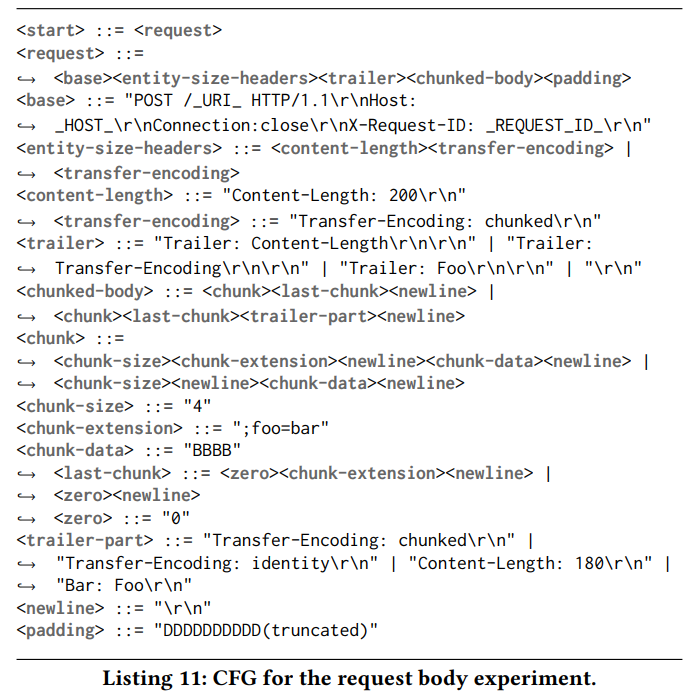 <start> ::= <request>
<request> ::=
↪ <base><entity-size-headers><trailer><chunked-body><padding>
<base> ::= "POST /_URI_ HTTP/1.1\r\nHost:
↪ _HOST_\r\nConnection:close\r\nX-Request-ID: _REQUEST_ID_\r\n"
<entity-size-headers> ::= <content-length><transfer-encoding> |
↪ <transfer-encoding>
<content-length> ::= "Content-Length: 200\r\n"
↪ <transfer-encoding> ::= "Transfer-Encoding: chunked\r\n"
<trailer> ::= "Trailer: Content-Length\r\n\r\n" | "Trailer:
↪ Transfer-Encoding\r\n\r\n" | "Trailer: Foo\r\n\r\n" | "\r\n"
<chunked-body> ::= <chunk><last-chunk><newline> |
↪ <chunk><last-chunk><trailer-part><newline>
<chunk> ::=
↪ <chunk-size><chunk-extension><newline><chunk-data><newline> |
↪ <chunk-size><newline><chunk-data><newline>
<chunk-size> ::= "4"
<chunk-extension> ::= ";foo=bar"
<chunk-data> ::= "BBBB"
↪ <last-chunk> ::= <zero><chunk-extension><newline> |
↪ <zero><newline>
↪ <zero> ::= "0"
<trailer-part> ::= "Transfer-Encoding: chunked\r\n" |
↪ "Transfer-Encoding: identity\r\n" | "Content-Length: 180\r\n" |
↪ "Bar: Foo\r\n"
<newline> ::= "\r\n"
<padding> ::= "DDDDDDDDDD(truncated)"
Listing 11: CFG for the request body experiment.